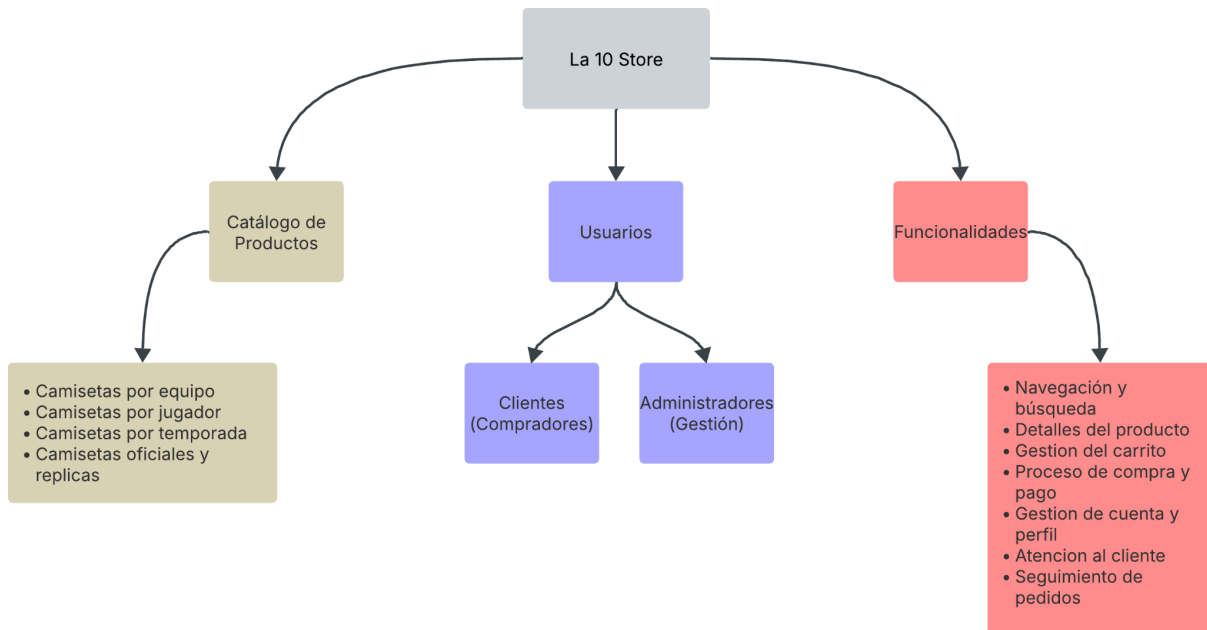 La 10 Store
Catálogo de
Productos
Usuarios
Funcionalidades
• Camisetas por equipo
• Camisetas por jugador
• Camisetas por temporada
• Camisetas oficiales y
replicas
Clientes
(Compradores)
Administradores
(Gestión)
• Navegación y
búsqueda
• Detalles del producto
• Gestion del carrito
• Proceso de compra y
pago
• Gestion de cuenta y
perfil
• Atencion al cliente
• Seguimiento de
pedidos